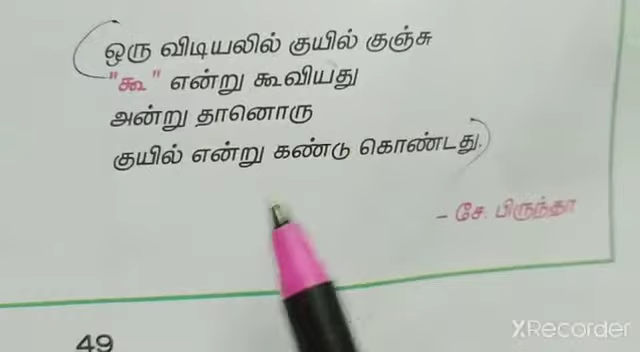 ஒரு விடியலில் குயில் குஞ்சு
"கூ" என்று கூவியது
அன்று தானொரு
குயில் என்று கண்டு கொண்டது.
– சே. பிருந்தா
49
XRecorder